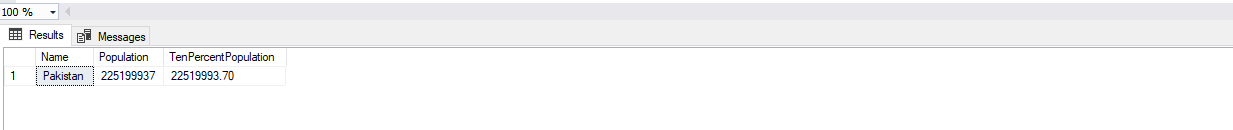 100 %
Results Messages
Name Population TenPercentPopulation
1 Pakistan 225199937 22519993.70